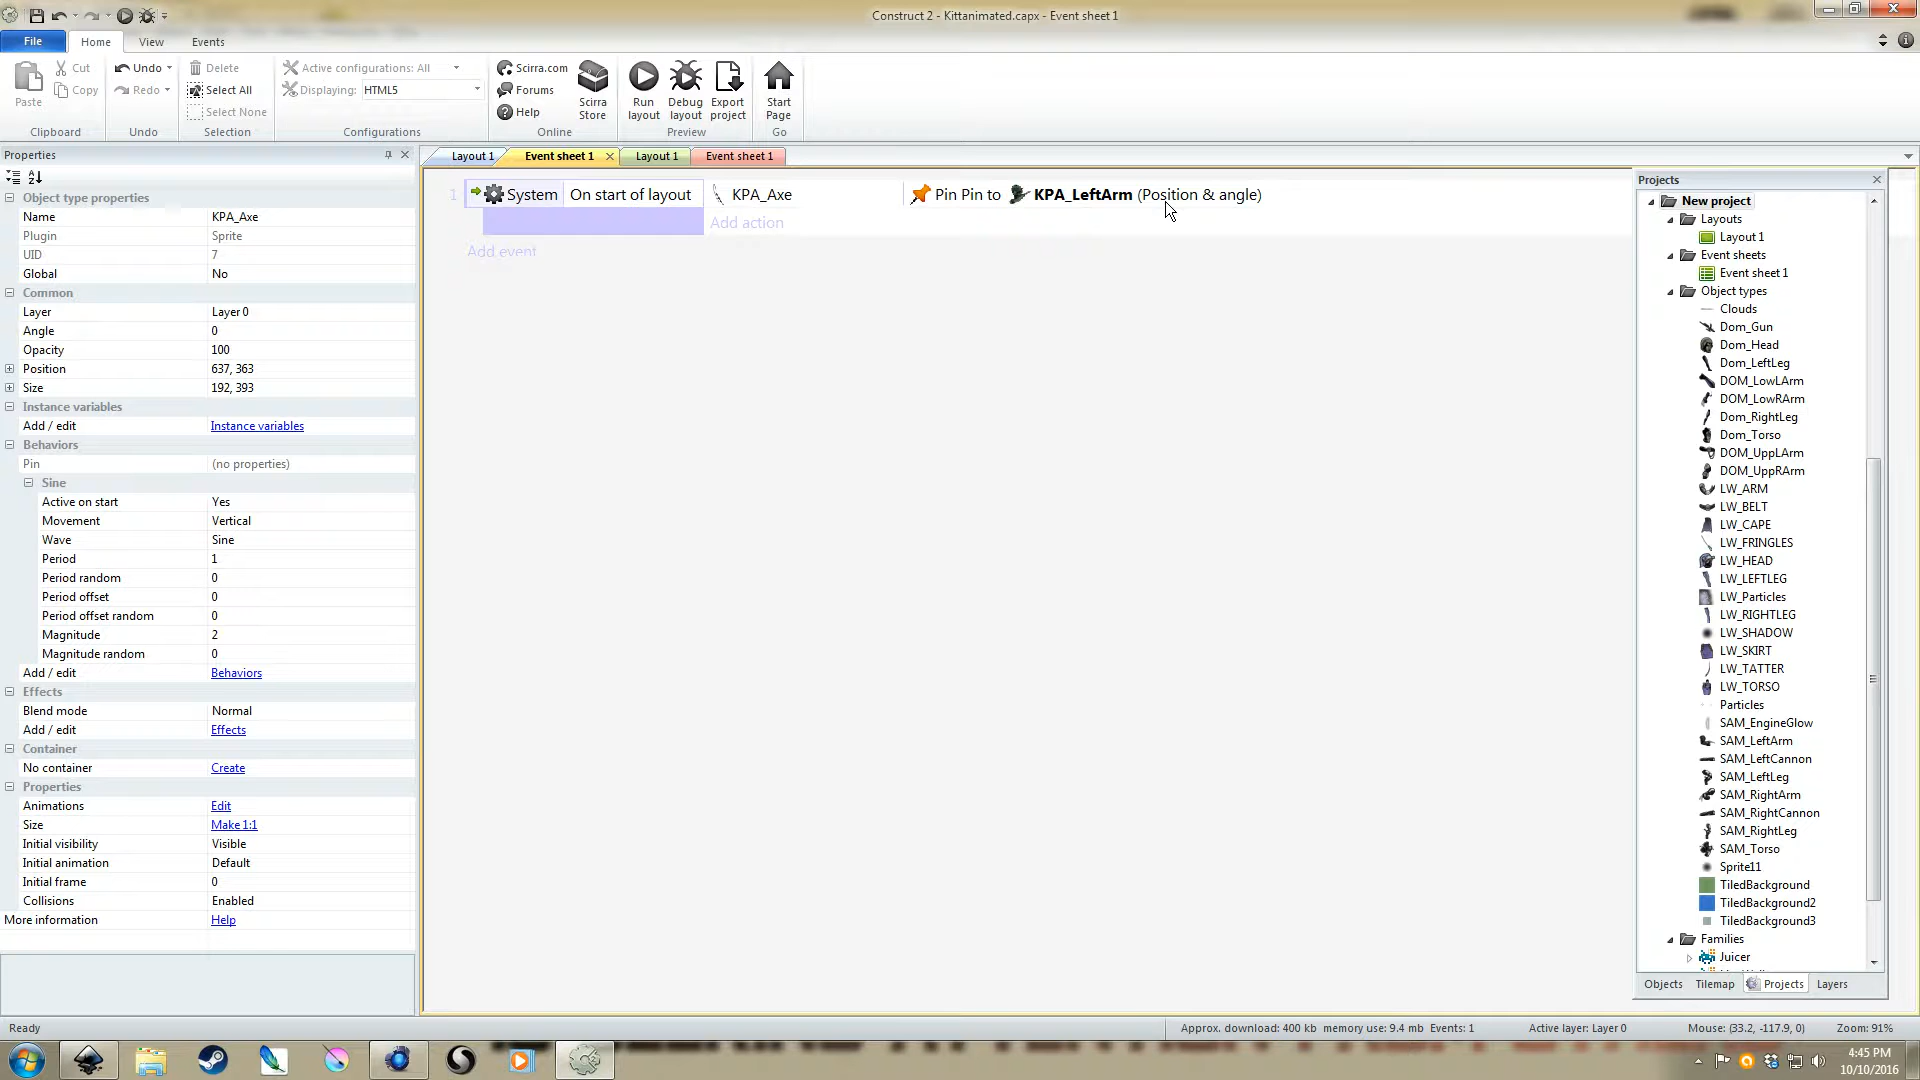 Construct 2 - Kittanimated.capx - Event sheet 1
File Home View Events
Paste Cut Copy Clipboard
Undo Redo Undo
Delete Select All Select None Selection
Active configurations: All
Displaying: HTML5
Configurations
Scirra.com Forums Help Scirra Store Online
Run layout Debug layout Export project Preview
Start Page Go
Properties
Layout 1 Event sheet 1 Layout 1 Event sheet 1
Object type properties
Name KPA_Axe
Plugin Sprite
UID 7
Global No
Common
Layer Layer 0
Angle 0
Opacity 100
Position 637, 363
Size 192, 393
Instance variables
Add / edit Instance variables
Behaviors
Pin (no properties)
Sine
Active on start Yes
Movement Vertical
Wave Sine
Period 1
Period random 0
Period offset 0
Period offset random 0
Magnitude 2
Magnitude random 0
Add / edit Behaviors
Effects
Blend mode Normal
Add / edit Effects
Container
No container Create
Properties
Animations Edit
Size Make 1:1
Initial visibility Visible
Initial animation Default
Initial frame 0
Collisions Enabled
More information Help
1 System On start of layout KPA_Axe Pin Pin to KPA_LeftArm (Position & angle)
Add action
Add event
Projects
New project
Layouts
Layout 1
Event sheets
Event sheet 1
Object types
Clouds
Dom_Gun
Dom_Head
Dom_LeftLeg
DOM_LowLArm
DOM_LowRArm
Dom_RightLeg
Dom_Torso
DOM_UppLArm
DOM_UppRArm
LW_ARM
LW_BELT
LW_CAPE
LW_FRINGLES
LW_HEAD
LW_LEFTLEG
LW_Particles
LW_RIGHTLEG
LW_SHADOW
LW_SKIRT
LW_TATTER
LW_TORSO
Particles
SAM_EngineGlow
SAM_LeftArm
SAM_LeftCannon
SAM_LeftLeg
SAM_RightArm
SAM_RightCannon
SAM_RightLeg
SAM_Torso
Sprite11
TiledBackground
TiledBackground2
TiledBackground3
Families
Juicer
Objects Tilemap Projects Layers
Ready Approx. download: 400 kb memory use: 9.4 mb Events: 1 Active layer: Layer 0 Mouse: (33.2, -117.9, 0) Zoom: 91%
4:45 PM
10/10/2016